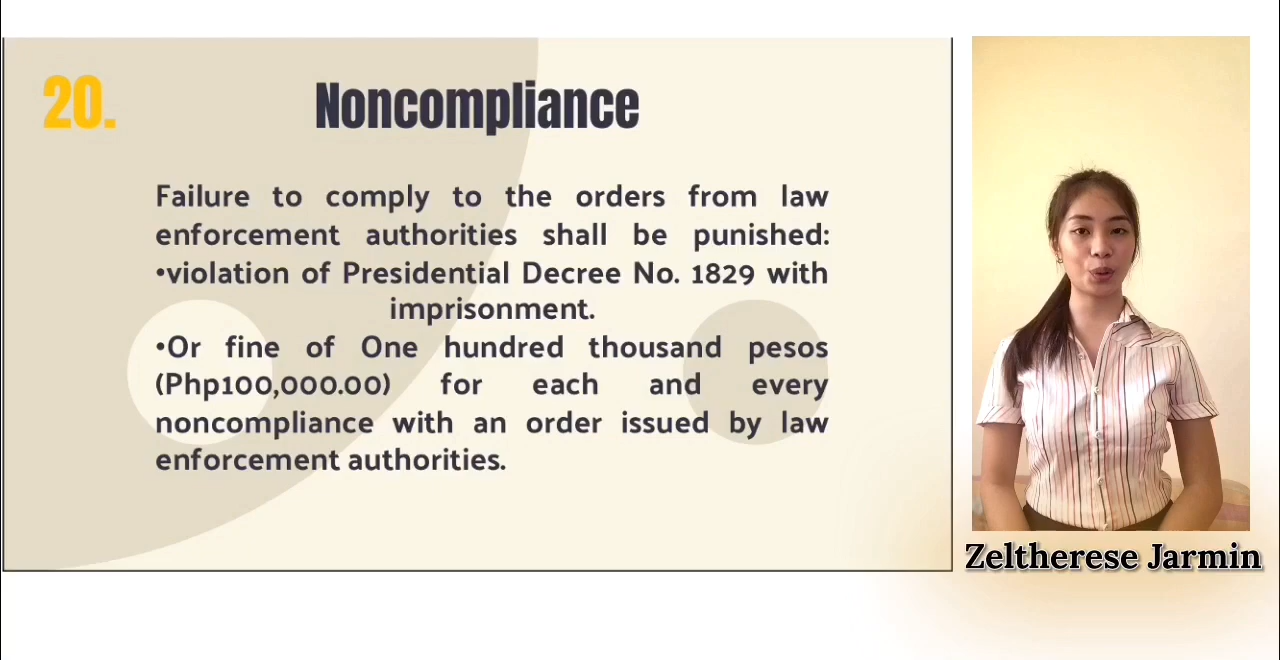 20.
Noncompliance
Failure to comply to the orders from law
enforcement authorities shall be punished:
•violation of Presidential Decree No. 1829 with
imprisonment.
•Or fine of One hundred thousand pesos
(Php100,000.00) for each and every
noncompliance with an order issued by law
enforcement authorities.
Zeltherese Jarmin